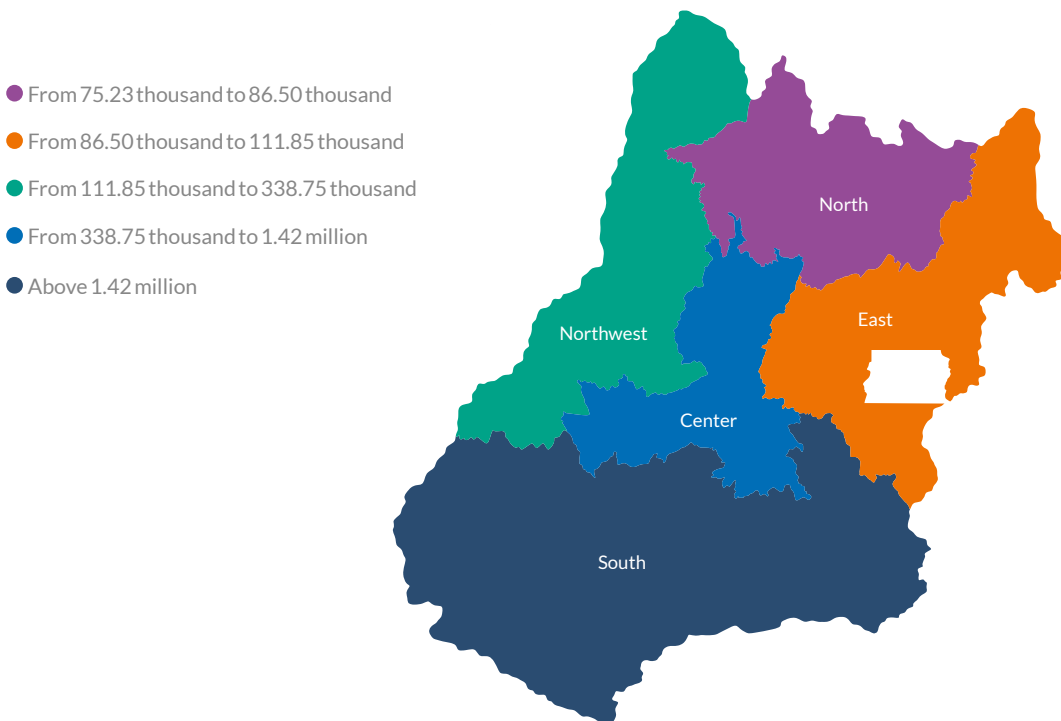 From 75.23 thousand to 86.50 thousand
From 86.50 thousand to 111.85 thousand
From 111.85 thousand to 338.75 thousand
From 338.75 thousand to 1.42 million
Above 1.42 million
North
East
Northwest
Center
South